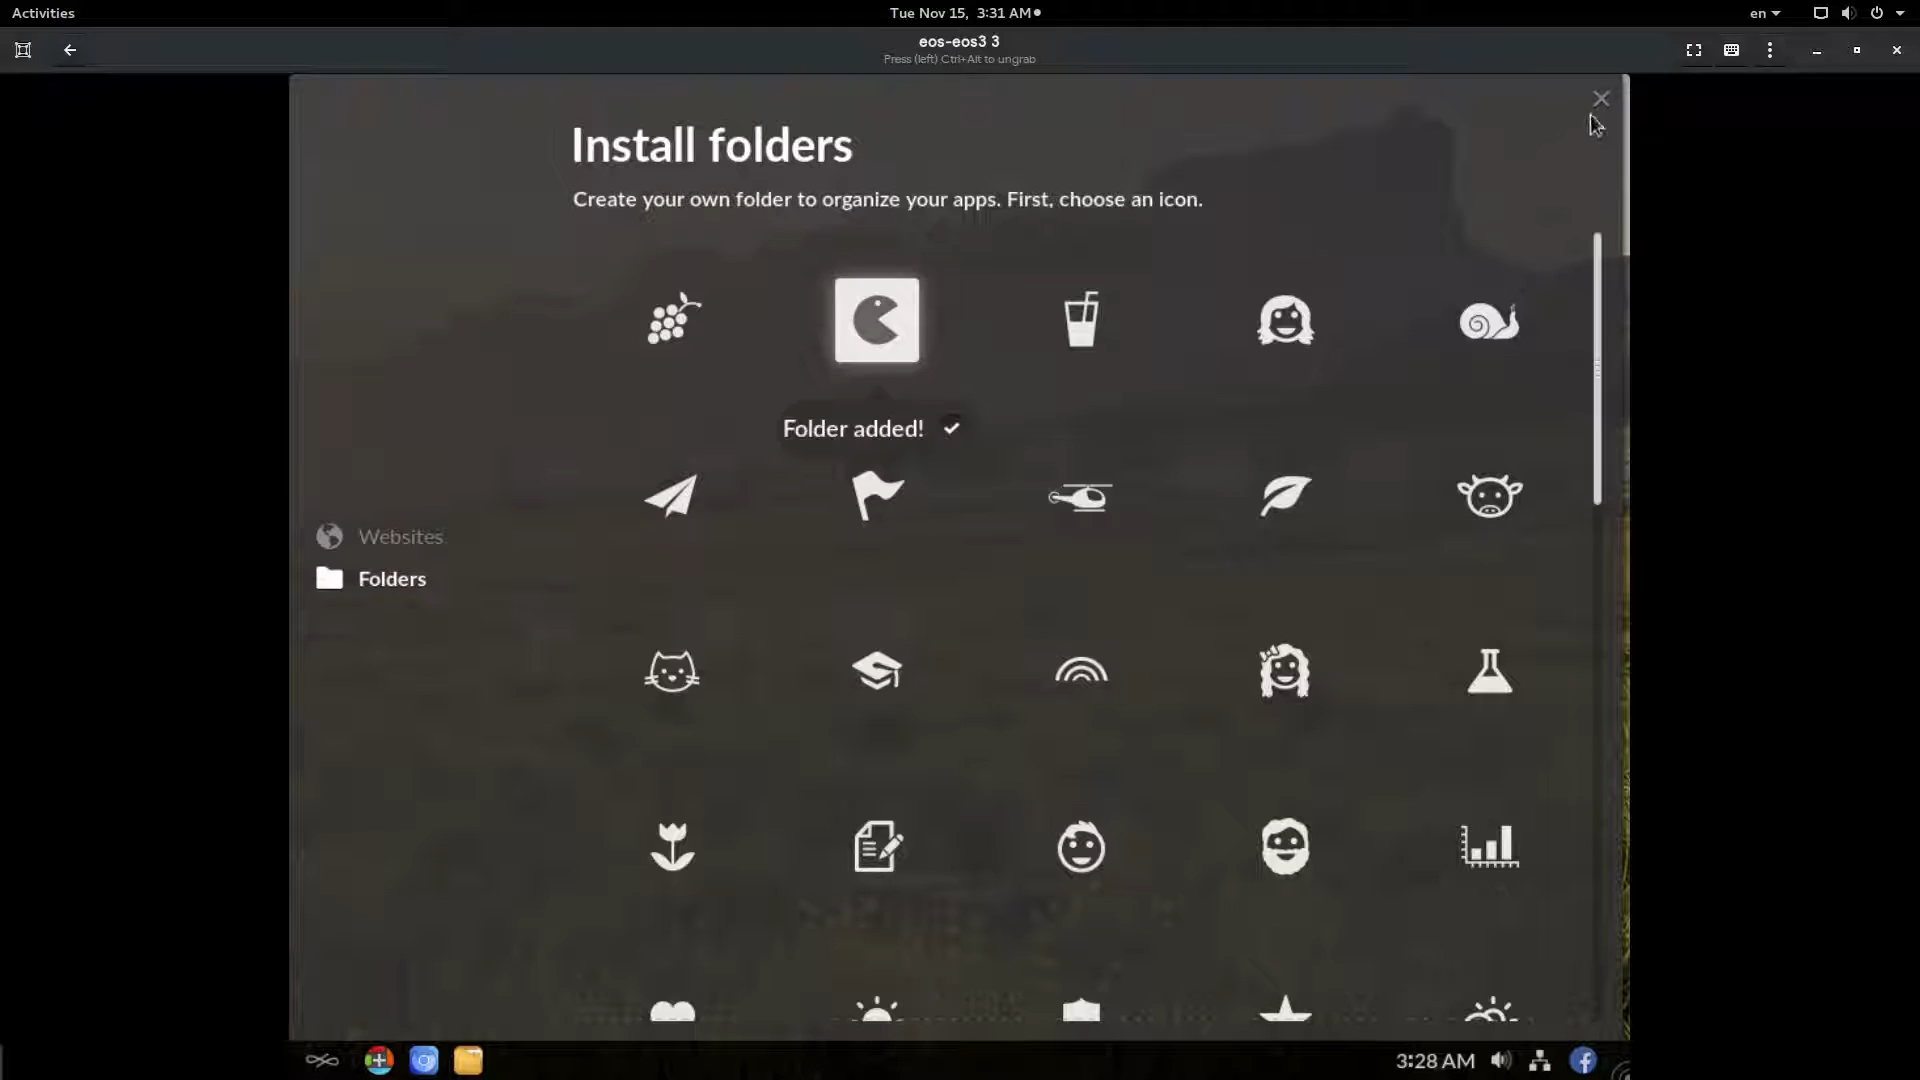 Activities
Tue Nov 15, 3:31 AM
en
eos-eos3 3
Press (left) Ctrl+Alt to ungrab
Install folders
Create your own folder to organize your apps. First, choose an icon.
Folder added!
Websites
Folders
3:28 AM